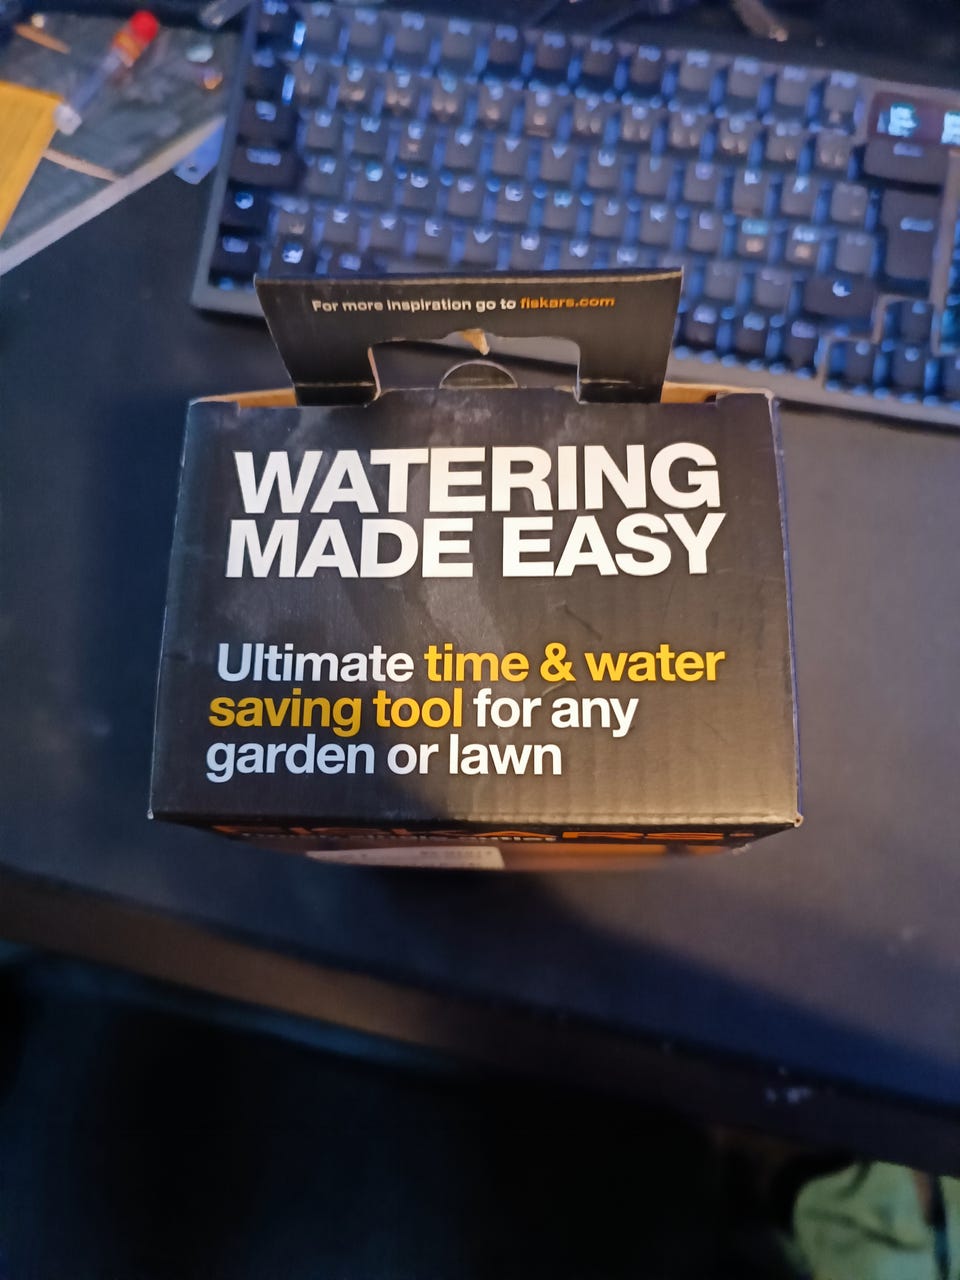 For more inspiration go to fiskars.com
WATERING
MADE EASY
Ultimate time & water
saving tool for any
garden or lawn